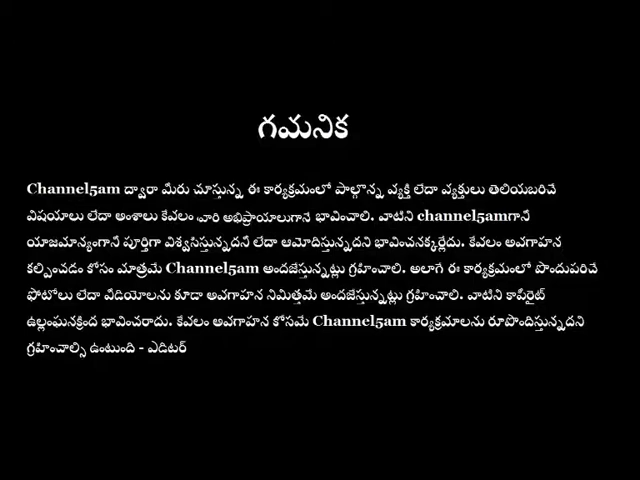 గమనిక
Channel5am ద్వారా మీరు చూస్తున్న ఈ కార్యక్రమంలో పాల్గొన్న వ్యక్తి లేదా వ్యక్తులు తెలియబరిచే
విషయాలు లేదా అంశాలు కేవలం వారి అభిప్రాయాలుగానే భావించాలి. వాటిని channel5amగానీ
యాజమాన్యంగానీ పూర్తిగా విశ్వసిస్తున్నదనీ లేదా ఆమోదిస్తున్నదని భావించనక్కర్లేదు. కేవలం అవగాహన
కల్పించడం కోసం మాత్రమే Channel5am అందజేస్తున్నట్లు గ్రహించాలి. అలాగే ఈ కార్యక్రమంలో పొందుపరిచే
ఫోటోలు లేదా వీడియోలను కూడా అవగాహన నిమిత్తమే అందజేస్తున్నట్లు గ్రహించాలి. వాటిని కాపీరైట్
ఉల్లంఘనక్రింద భావించరాదు. కేవలం అవగాహన కోసమే Channel5am కార్యక్రమాలను రూపొందిస్తున్నదని
గ్రహించాల్సి ఉంటుంది - ఎడిటర్